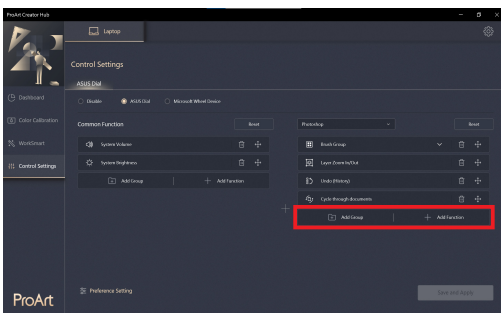 ProArt Creator Hub
Laptop
Control Settings
ASUS Dial
Disable
ASUS Dial
Microsoft Wheel Device
Dashboard
Color Calibration
WorkSmart
Control Settings
Common Function
Reset
Photoshop
Reset
System Volume
Brush Group
System Brightness
Layer Zoom In/Out
Add Group
Add Function
Undo (History)
Cycle through documents
Add Group
Add Function
Preference Setting
Save and Apply
ProArt